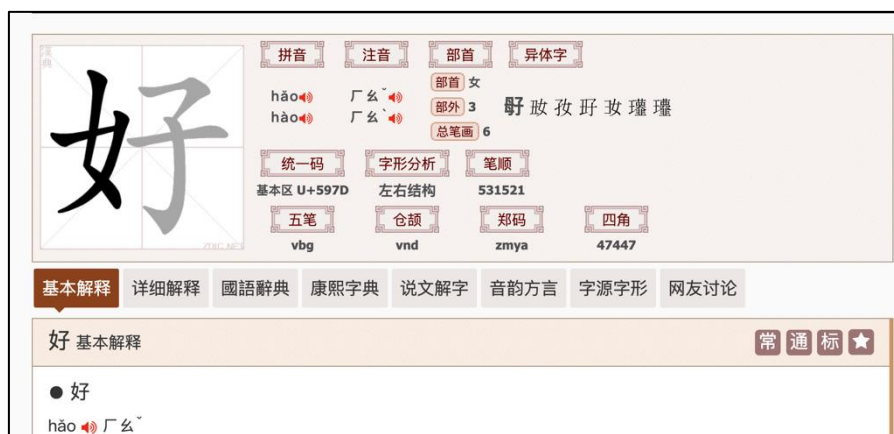 漢典
好
ZDIC.NET
拼音 注音 部首 异体字
hǎo ㄏㄠˇ
hào ㄏㄠˋ
部首 女
部外 3
总笔画 6
统一码 字形分析 笔顺
基本区 U+597D 左右结构 531521
五笔 仓颉 郑码 四角
vbg vnd zmya 47447
基本解释 详细解释 國語辭典 康熙字典 说文解字 音韵方言 字源字形 网友讨论
好 基本解释 常 通 标
● 好
hǎo ㄏㄠˇ